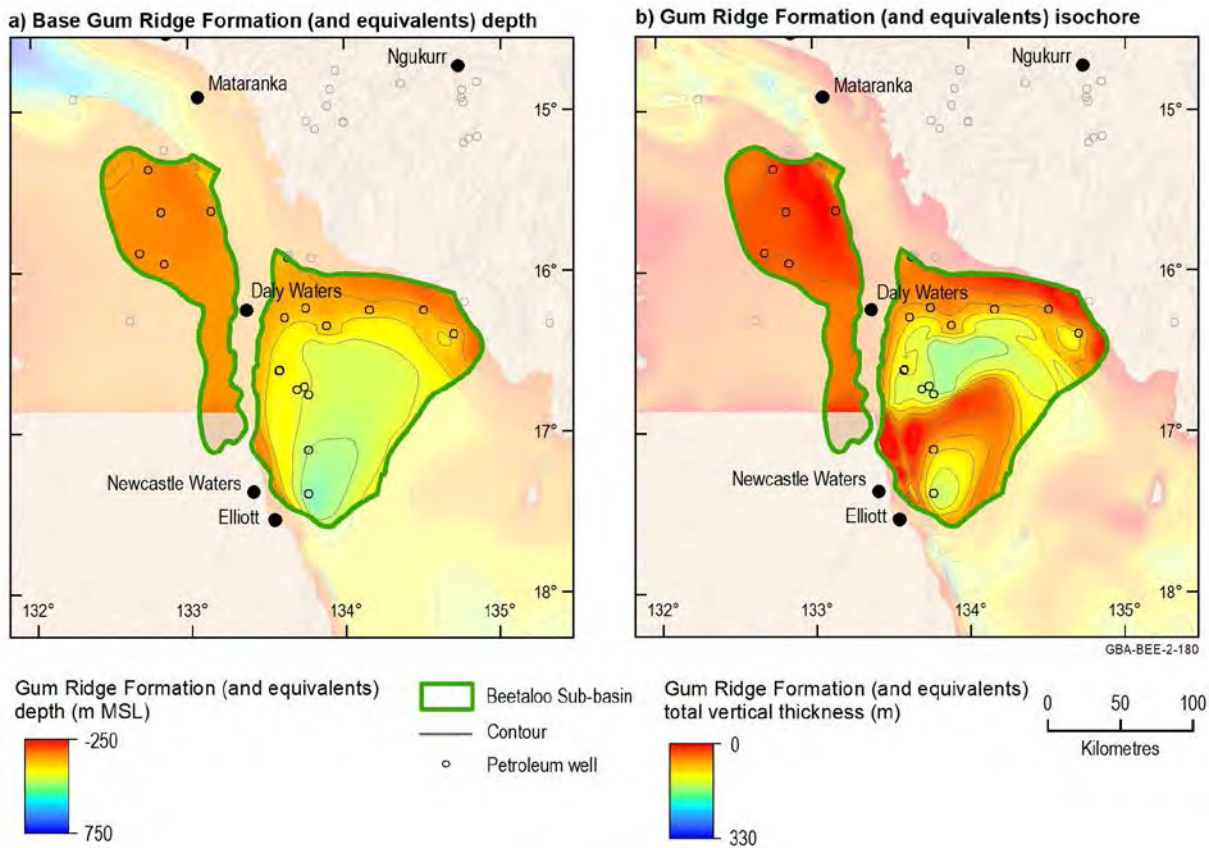 a) Base Gum Ridge Formation (and equivalents) depth
Ngukurr
Mataranka
15°
16°
Daly Waters
17°
Newcastle Waters
Elliott
18°
132°
133°
134°
135°
b) Gum Ridge Formation (and equivalents) isochore
Ngukurr
Mataranka
15°
16°
Daly Waters
17°
Newcastle Waters
Elliott
18°
132°
133°
134°
135°
GBA-BEE-2-180
Gum Ridge Formation (and equivalents)
depth (m MSL)
-250
750
Beetaloo Sub-basin
Contour
Petroleum well
Gum Ridge Formation (and equivalents)
total vertical thickness (m)
0
330
0 50 100
Kilometres